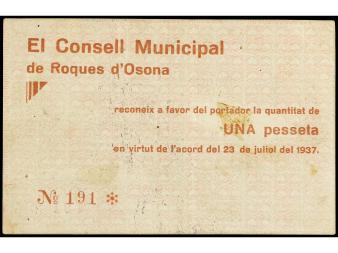 El Consell Municipal
de Roques d'Osona
reconeix a favor del portador la quantitat de
UNA pesseta
en virtut de l'acord del 23 de juliol del 1937.
№ 191 *